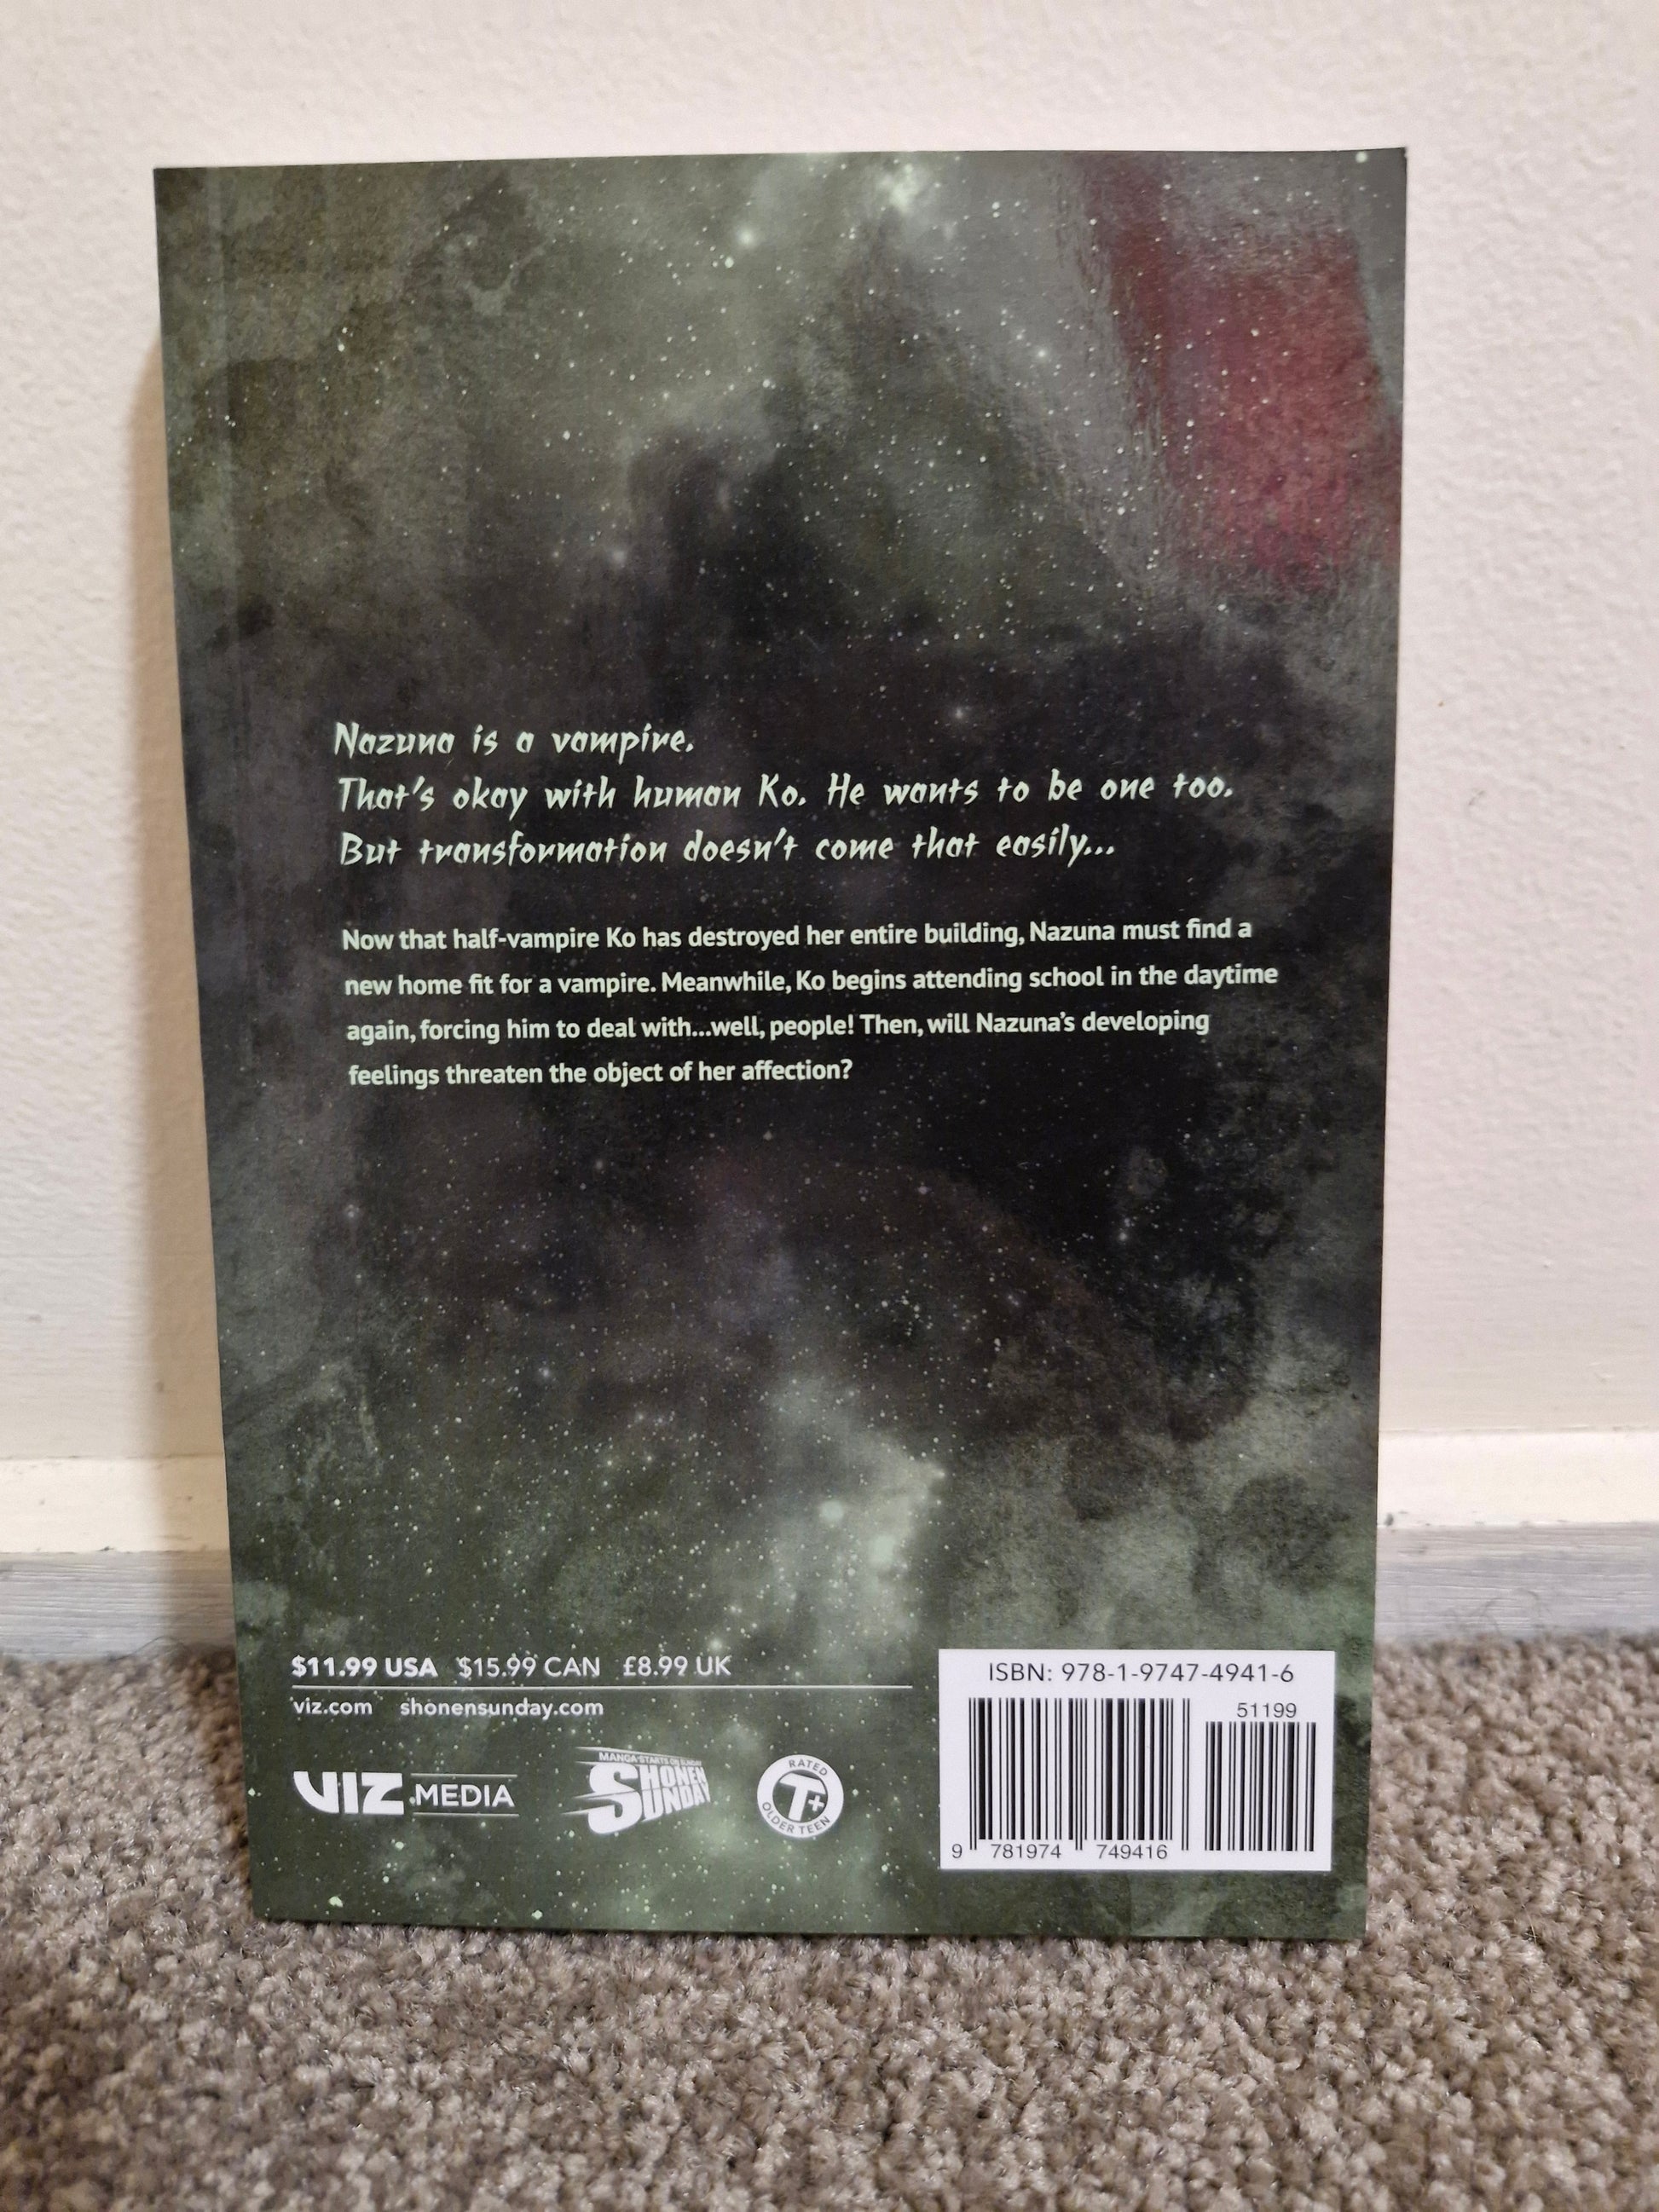 Nazuna is a vampire.
That's okay with human Ko. He wants to be one too.
But transformation doesn't come that easily...
Now that half-vampire Ko has destroyed her entire building, Nazuna must find a
new home fit for a vampire. Meanwhile, Ko begins attending school in the daytime
again, forcing him to deal with...well, people! Then, will Nazuna's developing
feelings threaten the object of her affection?
$11.99 USA $15.99 CAN £8.99 UK
viz.com shonensunday.com
VIZ MEDIA
MANGA STARTS ON SUNDAY
SHONEN
SUNDAY
RATED
T+
OLDER TEEN
ISBN: 978-1-9747-4941-6
51199
9 781974 749416